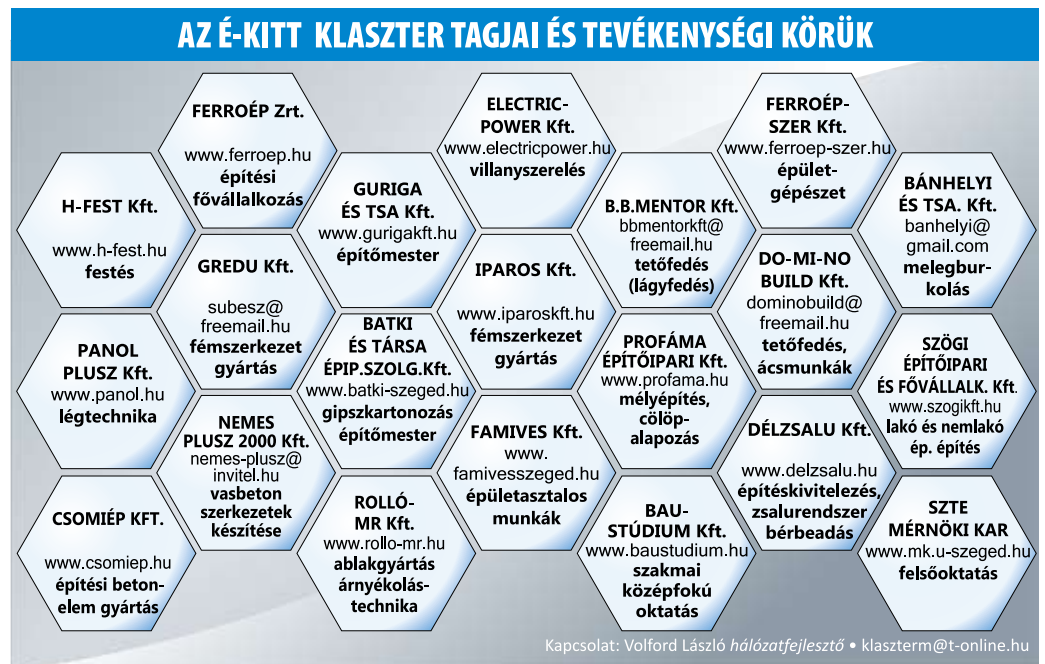 AZ É-KITT KLASZTER TAGJAI ÉS TEVÉKENYSÉGI KÖRÜK
FERROÉP Zrt.
www.ferroep.hu
építési
fővállalkozás
ELECTRIC-
POWER Kft.
www.electricpower.hu
villanyszerelés
FERROÉP-
SZER Kft.
www.ferroep-szer.hu
épület-
gépészet
H-FEST Kft.
www.h-fest.hu
festés
GURIGA
ÉS TSA Kft.
www.gurigakft.hu
építőmester
B.B.MENTOR Kft.
bbmentorkft@
freemail.hu
tetőfedés
(lágyfedés)
BÁNHELYI
ÉS TSA. Kft.
banhelyi@
gmail.com
melegbur-
kolás
GREDU Kft.
subesz@
freemail.hu
fémszerkezet
gyártás
IPAROS Kft.
www.iparoskft.hu
fémszerkezet
gyártás
DO-MI-NO
BUILD Kft.
dominobuild@
freemail.hu
tetőfedés,
ácsmunkák
PANOL
PLUSZ Kft.
www.panol.hu
légtechnika
BATKI
ÉS TÁRSA
ÉPIP.SZOLG.Kft.
www.batki-szeged.hu
gipszkartonozás
építőmester
PROFÁMA
ÉPÍTŐIPARI Kft.
www.profama.hu
mélyépítés,
cölöp-
alapozás
SZÖGI
ÉPÍTŐIPARI
ÉS FŐVÁLLALK. Kft.
www.szogikft.hu
lakó és nemlakó
ép. építés
NEMES
PLUSZ 2000 Kft.
nemes-plusz@
invitel.hu
vasbeton
szerkezetek
készítése
FAMIVES Kft.
www.
famivesszeged.hu
épületasztalos
munkák
DÉLZSALU Kft.
www.delzsalu.hu
építéskivitelezés,
zsalurendszer
bérbeadás
CSOMIÉP KFT.
www.csomiep.hu
építési beton-
elem gyártás
ROLLÓ-
MR Kft.
www.rollo-mr.hu
ablakgyártás
árnyékolás-
technika
BAU-
STÚDIUM Kft.
www.baustudium.hu
szakmai
középfokú
oktatás
SZTE
MÉRNÖKI KAR
www.mk.u-szeged.hu
felsőoktatás
Kapcsolat: Volford László hálózatfejlesztő • klaszterm@t-online.hu